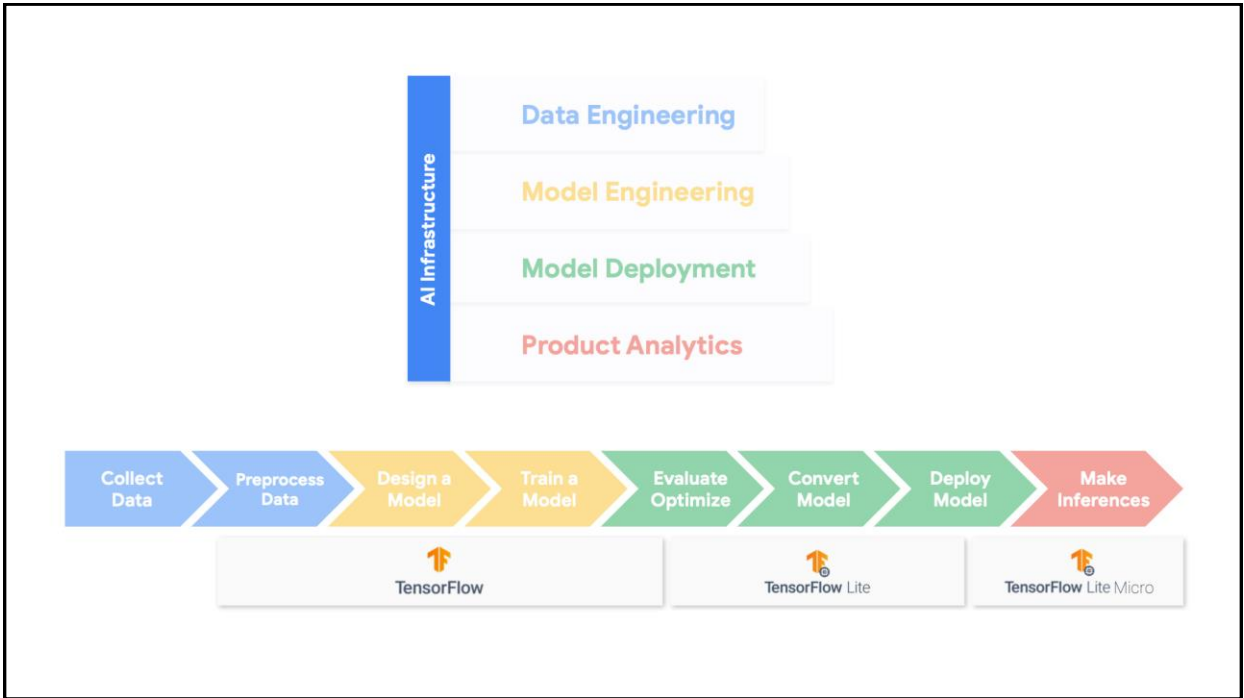 AI Infrastructure
Data Engineering
Model Engineering
Model Deployment
Product Analytics
Collect
Data
Preprocess
Data
Design a
Model
Train a
Model
Evaluate
Optimize
Convert
Model
Deploy
Model
Make
Inferences
TensorFlow
TensorFlow Lite
TensorFlow Lite Micro